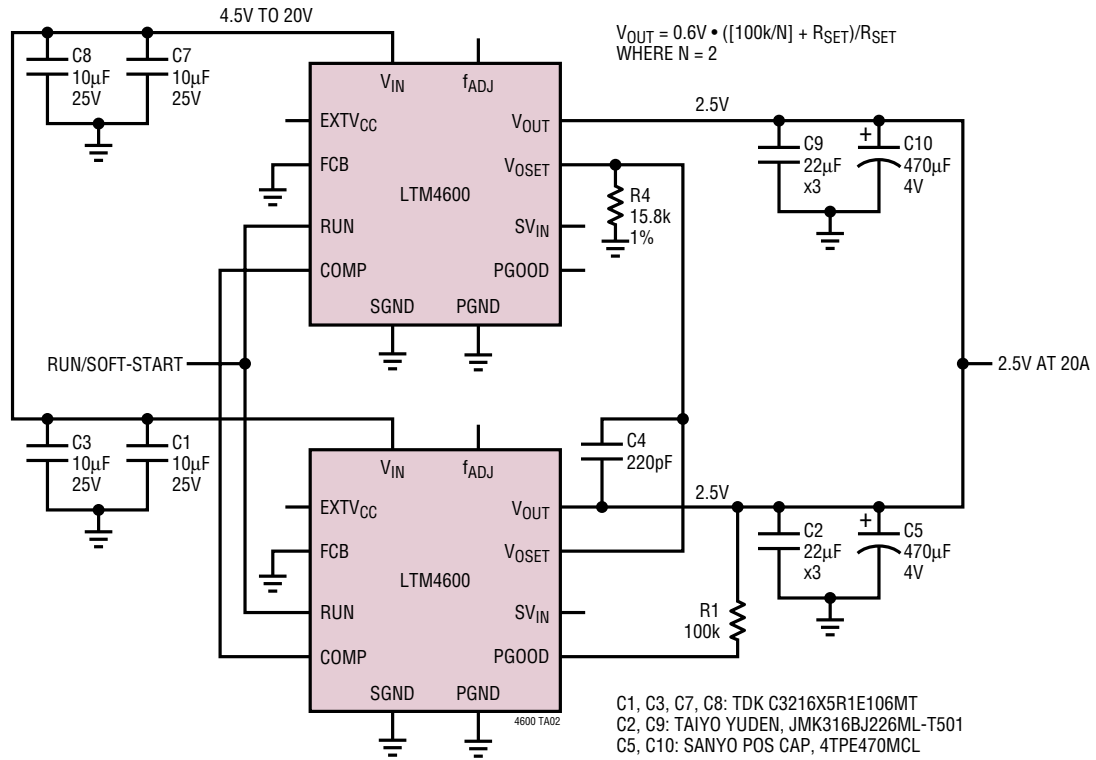 4.5V TO 20V
V_OUT = 0.6V • ([100k/N] + R_SET)/R_SET
WHERE N = 2
C8
10µF
25V
C7
10µF
25V
V_IN
f_ADJ
EXTV_CC
FCB
RUN
COMP
LTM4600
SGND
PGND
V_OUT
V_OSET
SV_IN
PGOOD
2.5V
R4
15.8k
1%
C9
22µF
x3
+
C10
470µF
4V
RUN/SOFT-START
2.5V AT 20A
C3
10µF
25V
C1
10µF
25V
C4
220pF
V_IN
f_ADJ
EXTV_CC
FCB
RUN
COMP
LTM4600
SGND
PGND
V_OUT
V_OSET
SV_IN
PGOOD
2.5V
R1
100k
C2
22µF
x3
+
C5
470µF
4V
4600 TA02
C1, C3, C7, C8: TDK C3216X5R1E106MT
C2, C9: TAIYO YUDEN, JMK316BJ226ML-T501
C5, C10: SANYO POS CAP, 4TPE470MCL